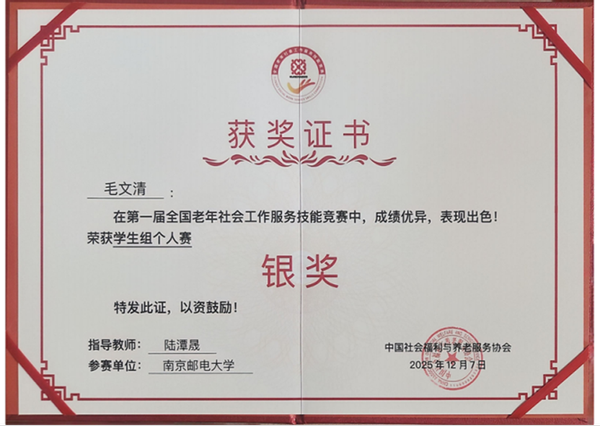 获奖证书
毛文清：
在第一届全国老年社会工作服务技能竞赛中，成绩优异，表现出色！
荣获学生组个人赛
银奖
特发此证，以资鼓励！
指导教师： 陆潭晟
参赛单位： 南京邮电大学
中国社会福利与养老服务协会
2025年12月7日